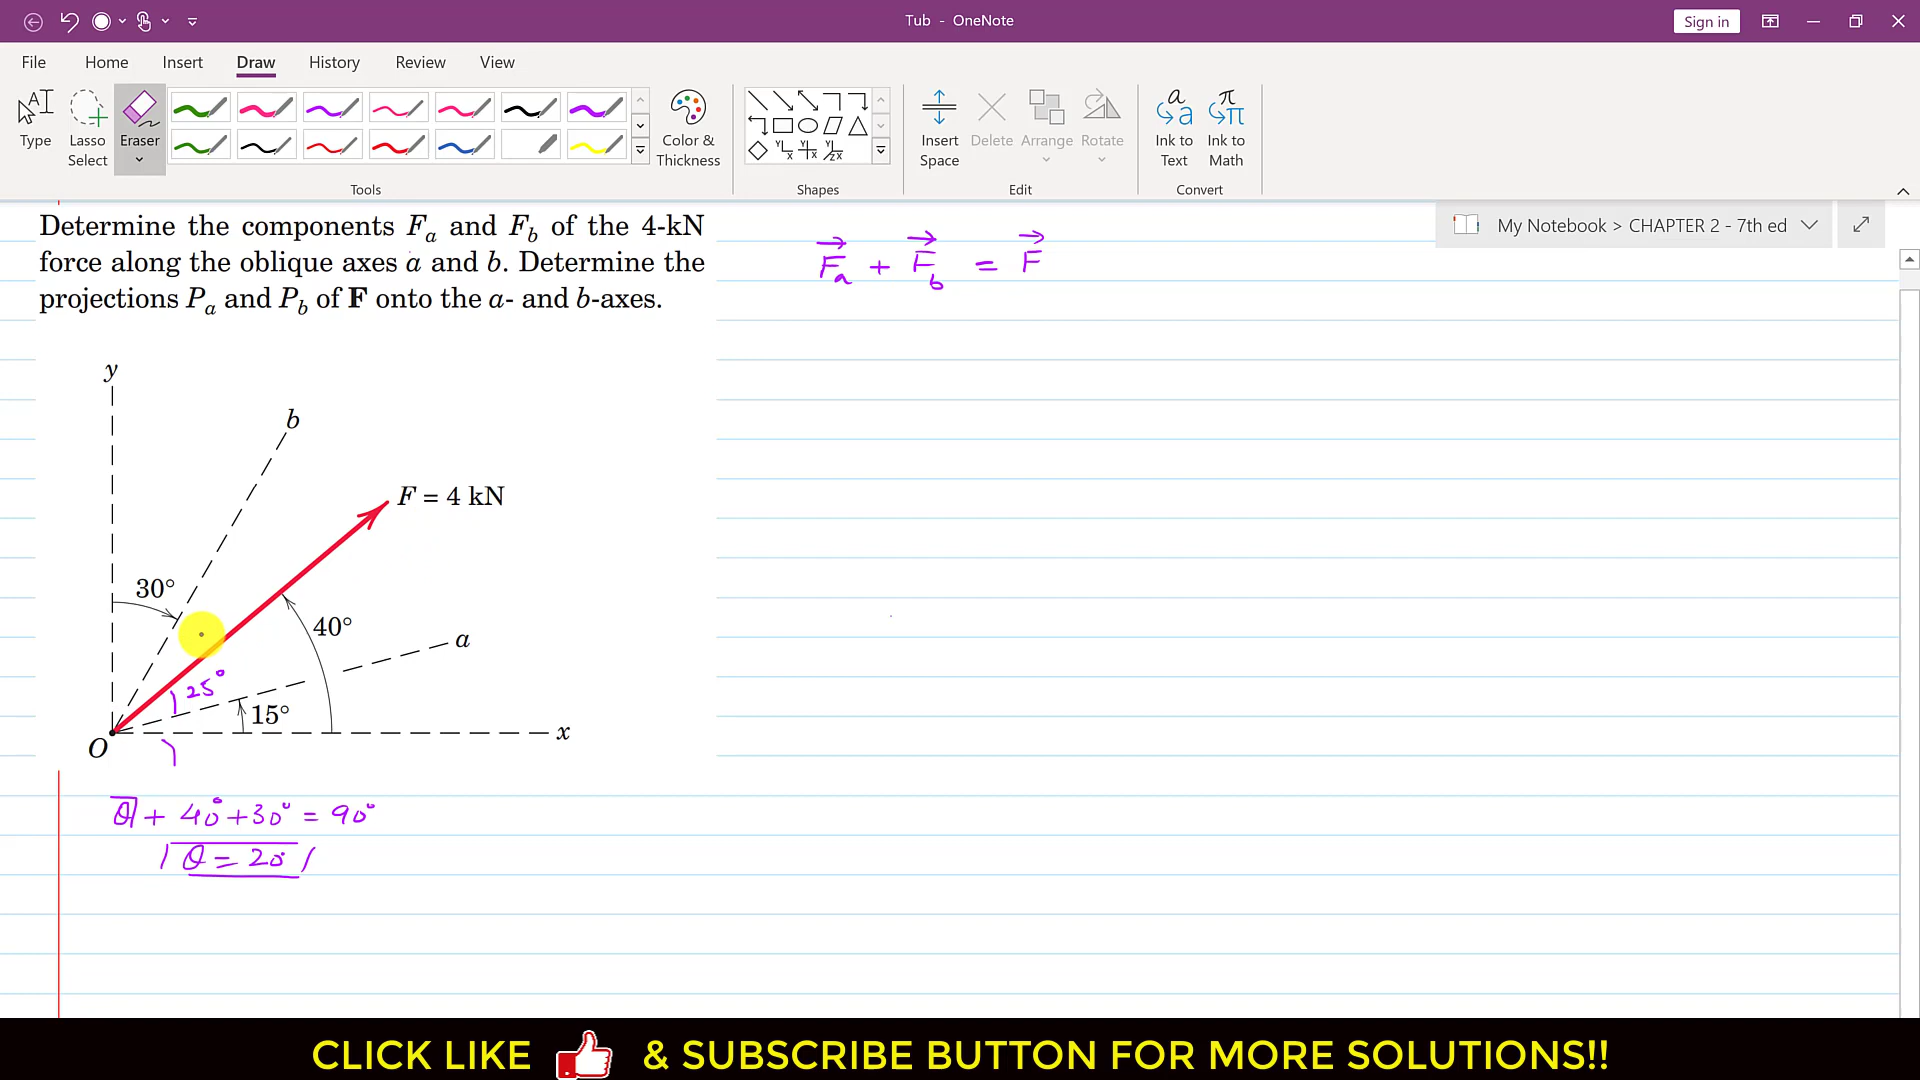 Tub - OneNote
Sign in
File Home Insert Draw History Review View
Type
Lasso Select
Eraser
Color & Thickness
Insert Space
Delete
Arrange
Rotate
Ink to Text
Ink to Math
Tools
Shapes
Edit
Convert
My Notebook > CHAPTER 2 - 7th ed
Determine the components Fₐ and F_b of the 4-kN
force along the oblique axes a and b. Determine the
projections Pₐ and P_b of F onto the a- and b-axes.
F⃗ₐ + F⃗_b = F⃗
y
b
F = 4 kN
30°
40°
a
25°
15°
x
O
θ + 40° + 30° = 90°
θ = 20°
CLICK LIKE & SUBSCRIBE BUTTON FOR MORE SOLUTIONS!!